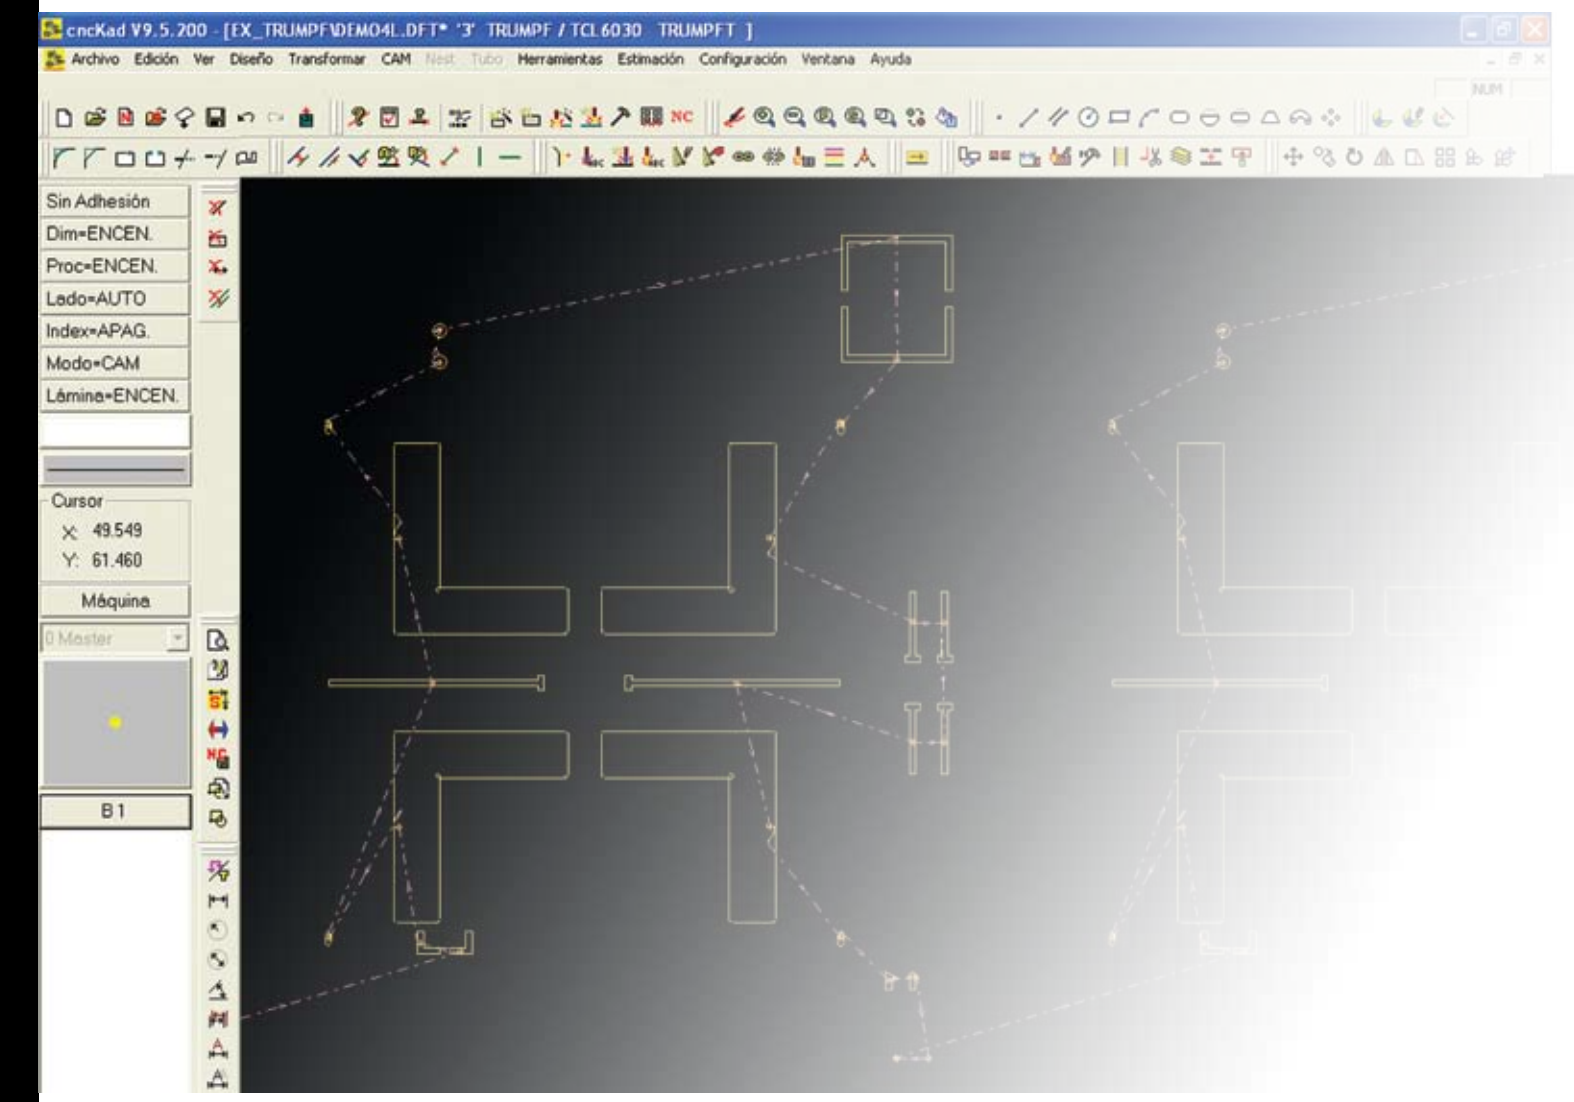 cncKad V9.5.200 - [EX_TRUMPF\DEMO4L.DFT* '3' TRUMPF / TCL6030 TRUMPFT ]
Archivo Edición Ver Diseño Transformar CAM Nest Tubo Herramientas Estimación Configuración Ventana Ayuda
NUM
NC
Sin Adhesión
Dim=ENCEN.
Proc=ENCEN.
Lado=AUTO
Index=APAG.
Modo=CAM
Lámina=ENCEN.
Cursor
X: 49.549
Y: 61.460
Máquina
0 Master
B 1